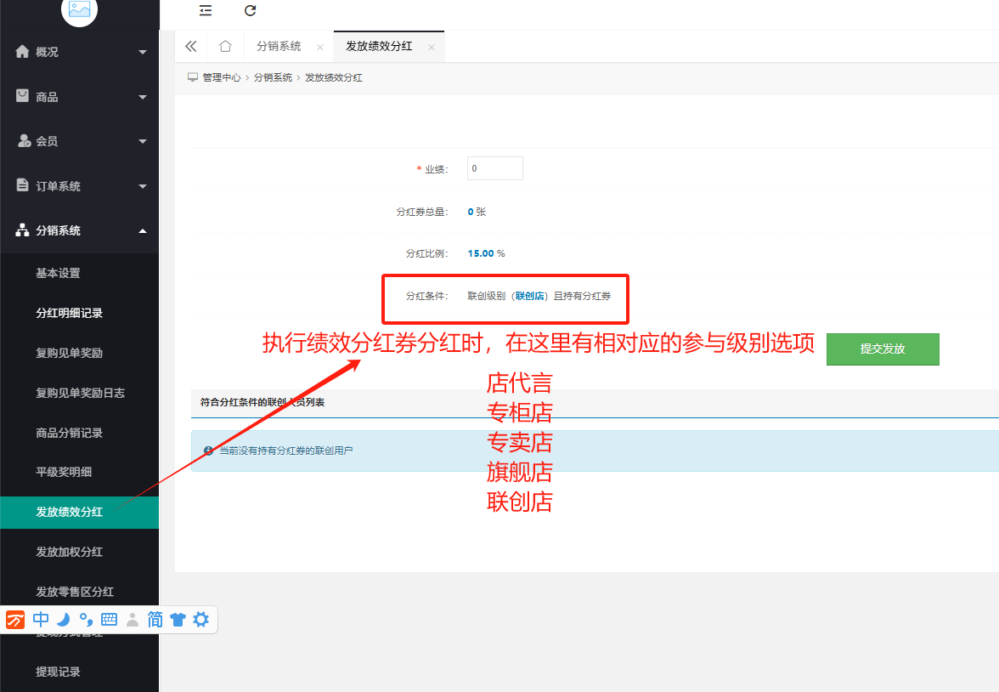 概况
商品
会员
订单系统
分销系统
基本设置
分红明细记录
复购见单奖励
复购见单奖励日志
商品分销记录
平级奖明细
发放绩效分红
发放加权分红
发放零售区分红
提现记录
中
简
分销系统 ×
发放绩效分红 ×
管理中心 › 分销系统 › 发放绩效分红
* 业绩： 0
分红券总量： 0 张
分红比例： 15.00 %
分红条件： 联创级别（联创店）且持有分红券
执行绩效分红券分红时，在这里有相对应的参与级别选项
提交发放
店代言
符合分红条件的联创人员列表
专柜店
专卖店
当前没有持有分红券的联创用户
旗舰店
联创店